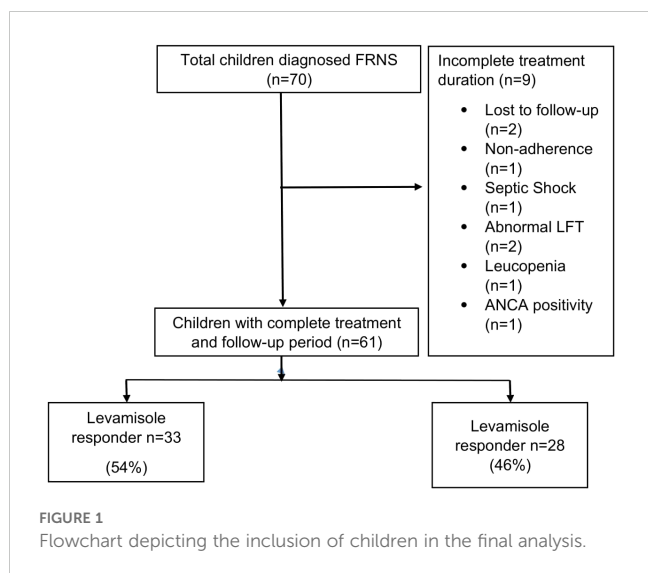 Total children diagnosed FRNS
(n=70)
Incomplete treatment
duration (n=9)
• Lost to follow-up
(n=2)
• Non-adherence
(n=1)
• Septic Shock
(n=1)
• Abnormal LFT
(n=2)
• Leucopenia
(n=1)
• ANCA positivity
(n=1)
Children with complete treatment
and follow-up period (n=61)
Levamisole
responder n=33
(54%)
Levamisole
responder n=28
(46%)
FIGURE 1
Flowchart depicting the inclusion of children in the final analysis.